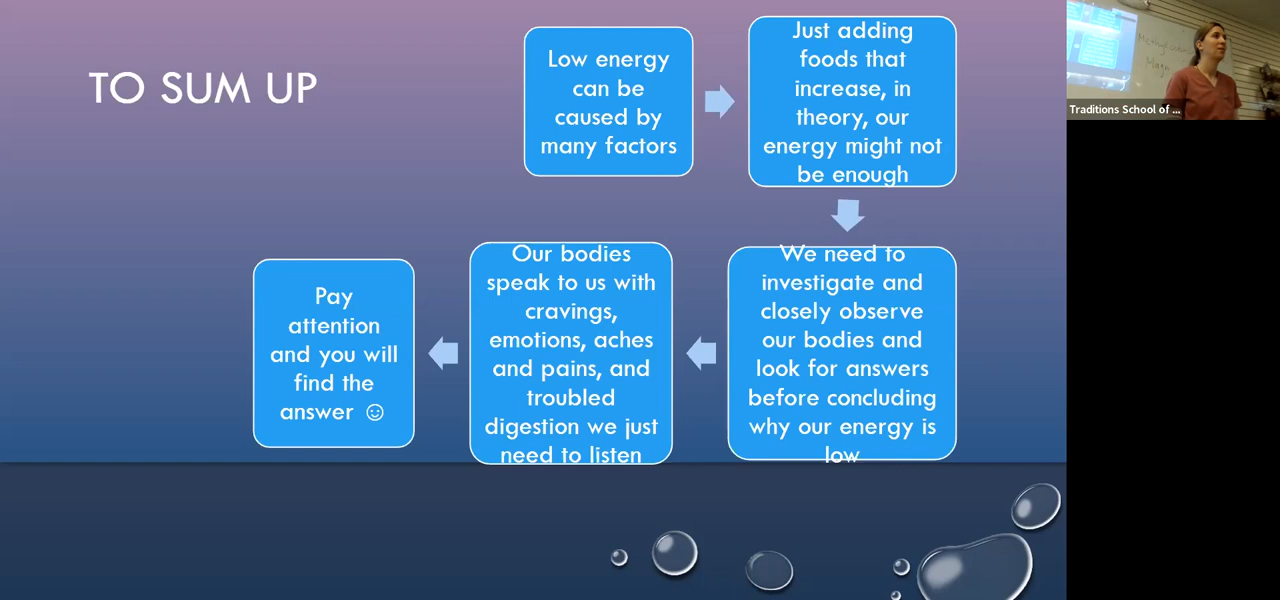 TO SUM UP
Low energy
can be
caused by
many factors
Just adding
foods that
increase, in
theory, our
energy might not
be enough
We need to
investigate and
closely observe
our bodies and
look for answers
before concluding
why our energy is
low
Our bodies
speak to us with
cravings,
emotions, aches
and pains, and
troubled
digestion we just
need to listen
Pay
attention
and you will
find the
answer ☺
Traditions School of ...